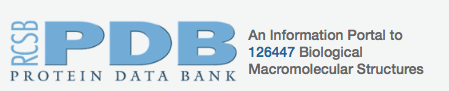 RCSB
PDB
PROTEIN DATA BANK
An Information Portal to
126447 Biological
Macromolecular Structures